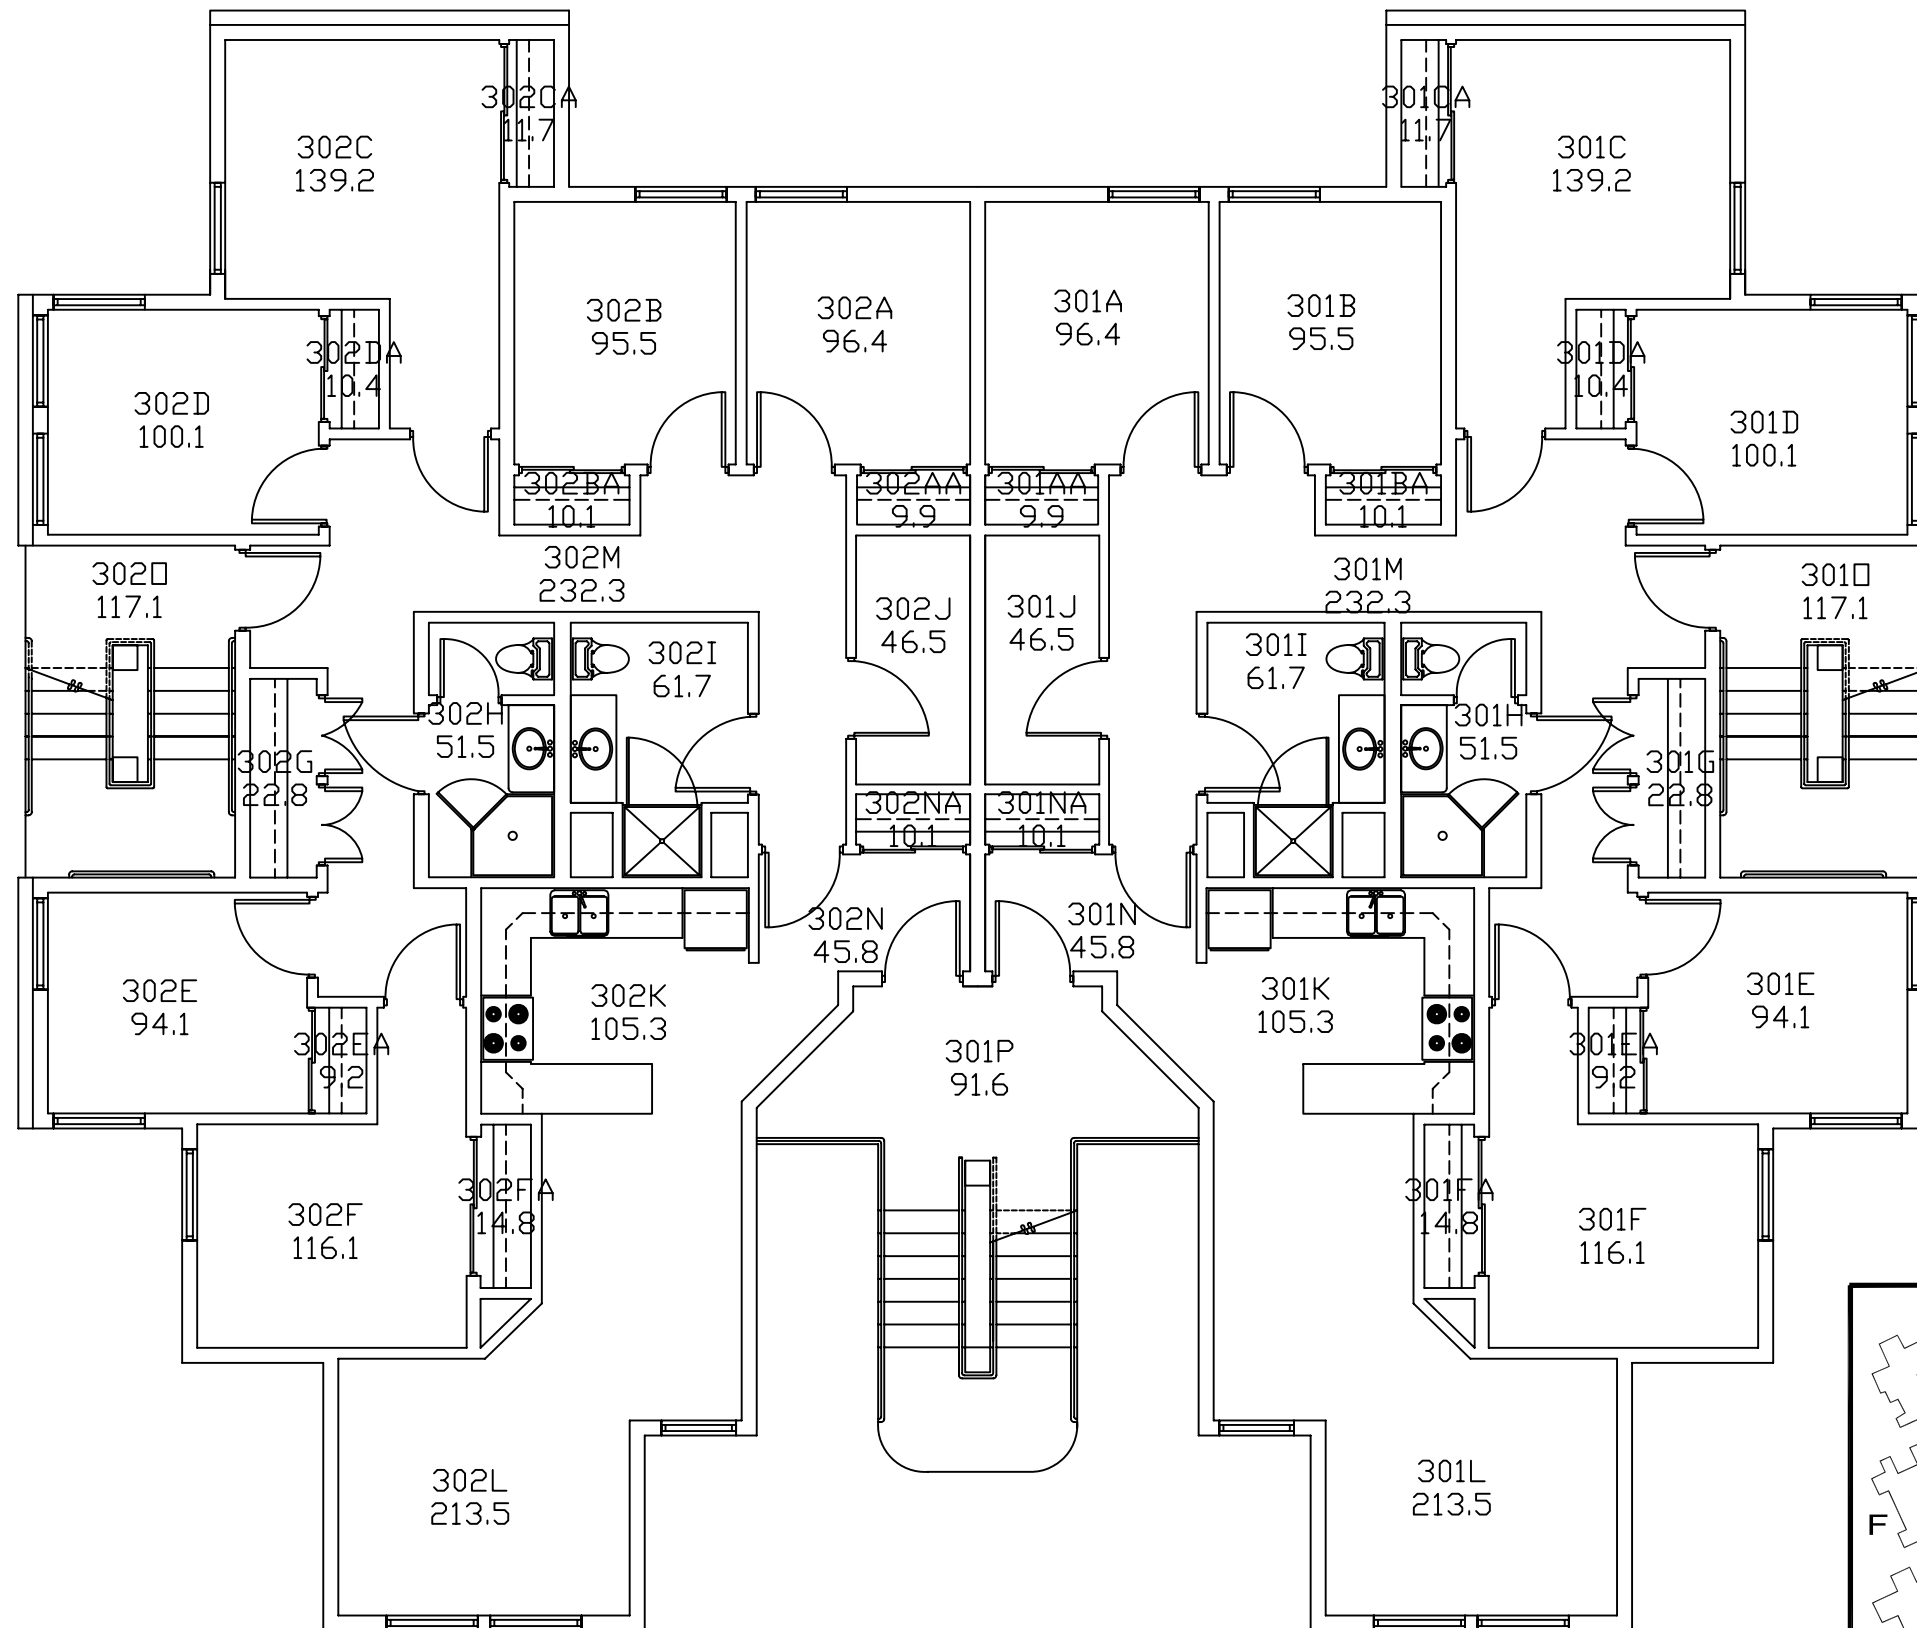 302CA
11.7
301CA
11.7
302C
139.2
301C
139.2
302B
95.5
302A
96.4
301A
96.4
301B
95.5
302DA
10.4
301DA
10.4
302D
100.1
301D
100.1
302BA
10.1
302AA
9.9
301AA
9.9
301BA
10.1
302M
232.3
301M
232.3
302O
117.1
301O
117.1
302J
46.5
301J
46.5
302I
61.7
301I
61.7
302H
51.5
301H
51.5
302G
22.8
301G
22.8
302NA
10.1
301NA
10.1
302N
45.8
301N
45.8
302E
94.1
302K
105.3
301K
105.3
301E
94.1
302EA
9.2
301P
91.6
301EA
9.2
302FA
14.8
301FA
14.8
302F
116.1
301F
116.1
302L
213.5
301L
213.5
F